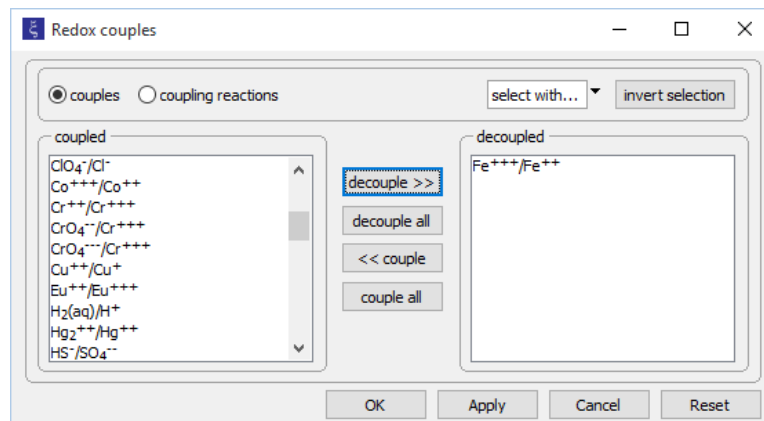 ξ Redox couples
couples coupling reactions select with... invert selection
coupled
ClO₄⁻/Cl⁻
Co⁺⁺⁺/Co⁺⁺
Cr⁺⁺/Cr⁺⁺⁺
CrO₄⁻⁻/Cr⁺⁺⁺
CrO₄⁻⁻⁻/Cr⁺⁺⁺
Cu⁺⁺/Cu⁺
Eu⁺⁺/Eu⁺⁺⁺
H₂(aq)/H⁺
Hg₂⁺⁺/Hg⁺⁺
HS⁻/SO₄⁻⁻
decouple >>
decouple all
<< couple
couple all
decoupled
Fe⁺⁺⁺/Fe⁺⁺
OK Apply Cancel Reset